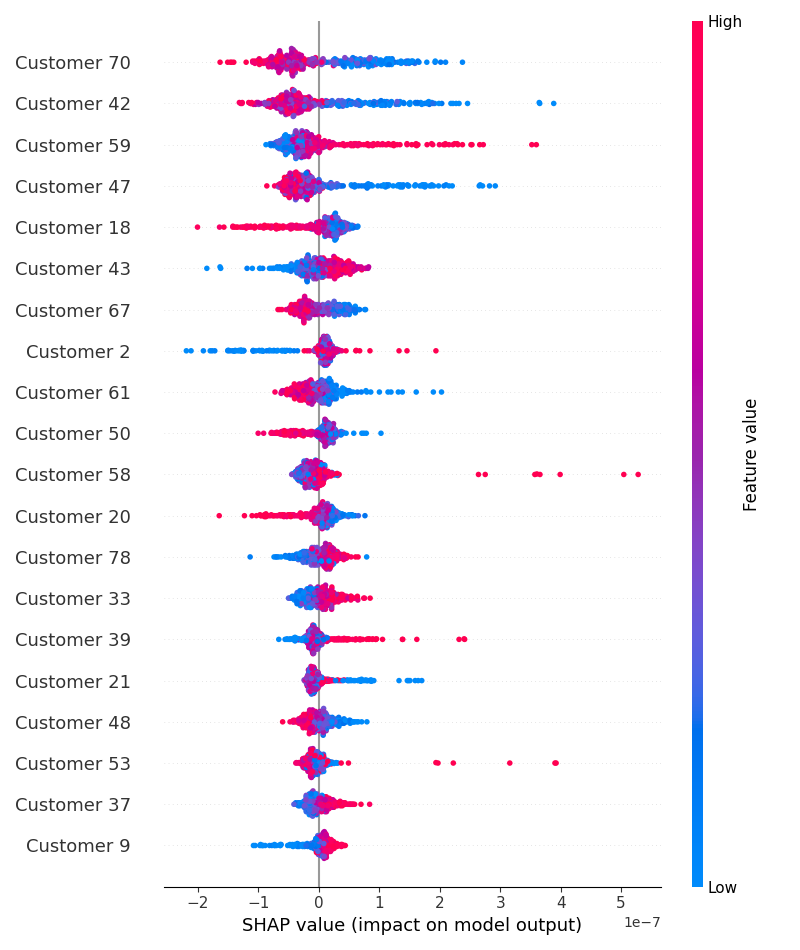 High
Customer 70
Customer 42
Customer 59
Customer 47
Customer 18
Customer 43
Customer 67
Customer 2
Customer 61
Customer 50
Customer 58
Customer 20
Customer 78
Customer 33
Customer 39
Customer 21
Customer 48
Customer 53
Customer 37
Customer 9
Feature value
Low
−2 −1 0 1 2 3 4 5
1e−7
SHAP value (impact on model output)